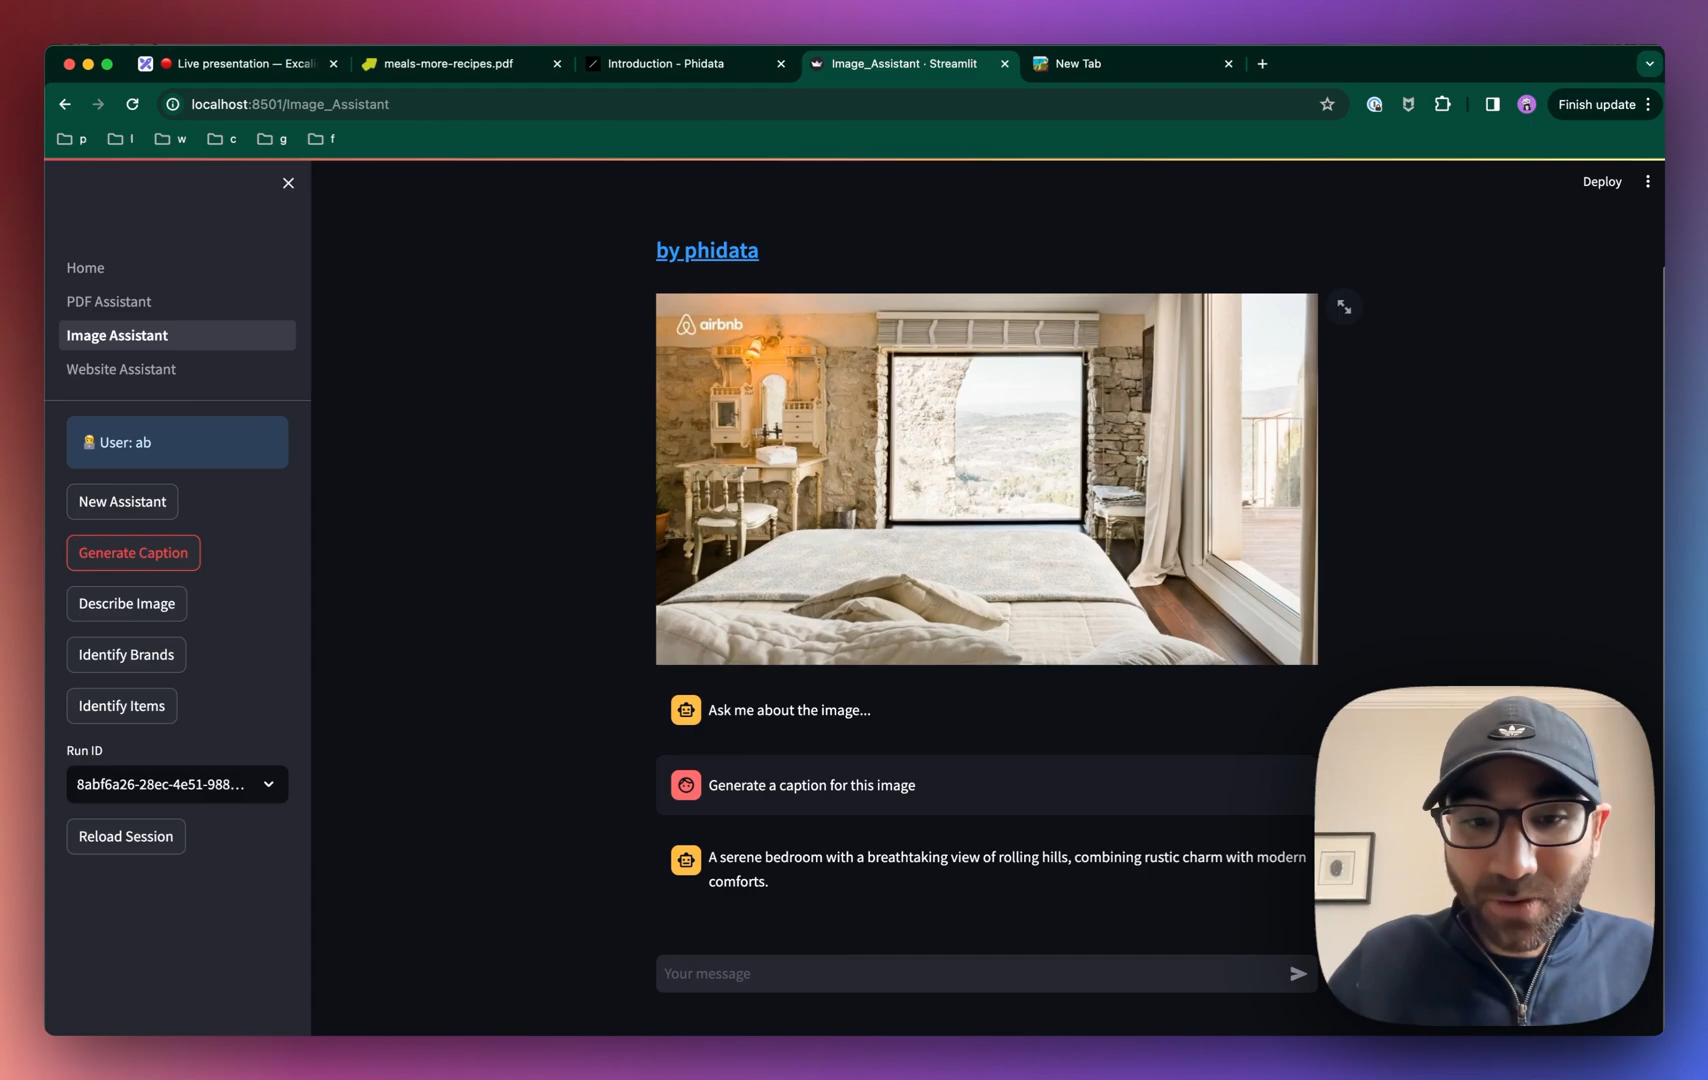 Live presentation — Excali
meals-more-recipes.pdf
Introduction - Phidata
Image_Assistant · Streamlit
New Tab
localhost:8501/Image_Assistant
Finish update
p
l
w
c
g
f
Deploy
Home
PDF Assistant
Image Assistant
Website Assistant
User: ab
New Assistant
Generate Caption
Describe Image
Identify Brands
Identify Items
Run ID
8abf6a26-28ec-4e51-988...
Reload Session
by phidata
airbnb
Ask me about the image...
Generate a caption for this image
A serene bedroom with a breathtaking view of rolling hills, combining rustic charm with modern
comforts.
Your message